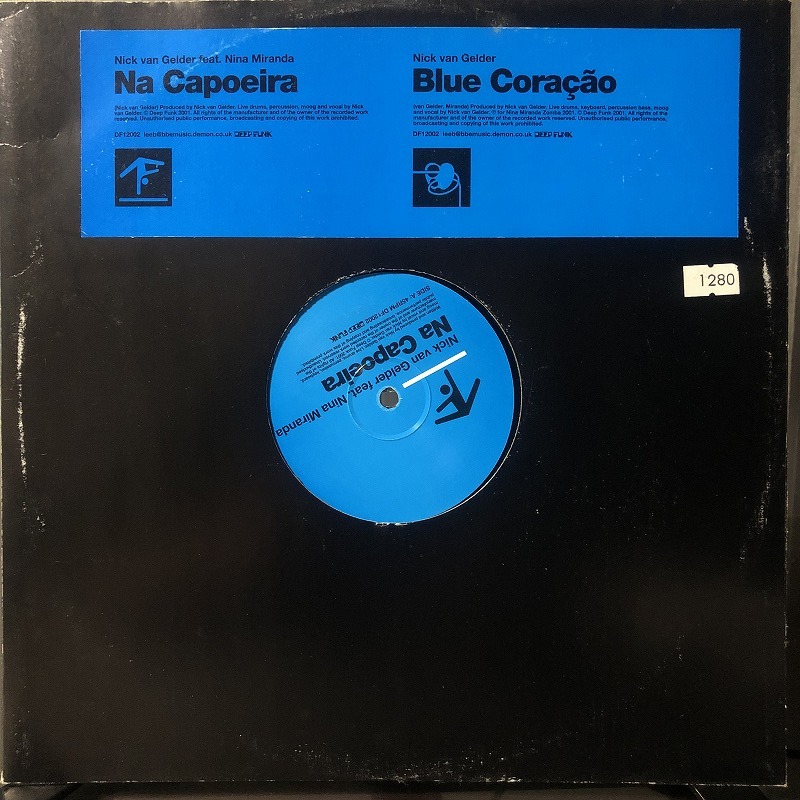 Nick van Gelder feat. Nina Miranda
Na Capoeira
(Nick van Gelder) Produced by Nick van Gelder. Live drums, percussion, moog and vocal by Nick
van Gelder. ℗ Deep Funk 2001. All rights of the manufacturer and of the owner of the recorded work
reserved. Unauthorised public performance, broadcasting and copying of this work prohibited.
DF12002 leeb@bbemusic.demon.co.uk DEEP FUNK
Nick van Gelder
Blue Coração
(van Gelder, Miranda) Produced by Nick van Gelder. Live drums, keyboard, percussion bass, moog
and vocal by Nick van Gelder. ℗ for Nina Miranda Zomba 2001. © Deep Funk 2001. All rights of the
manufacturer and of the owner of the recorded work reserved. Unauthorised public performance,
broadcasting and copying of this work prohibited.
DF12002 leeb@bbemusic.demon.co.uk DEEP FUNK
1280
Nick van Gelder feat. Nina Miranda
Na Capoeira
SIDE A. 45RPM DF12002 DEEP FUNK